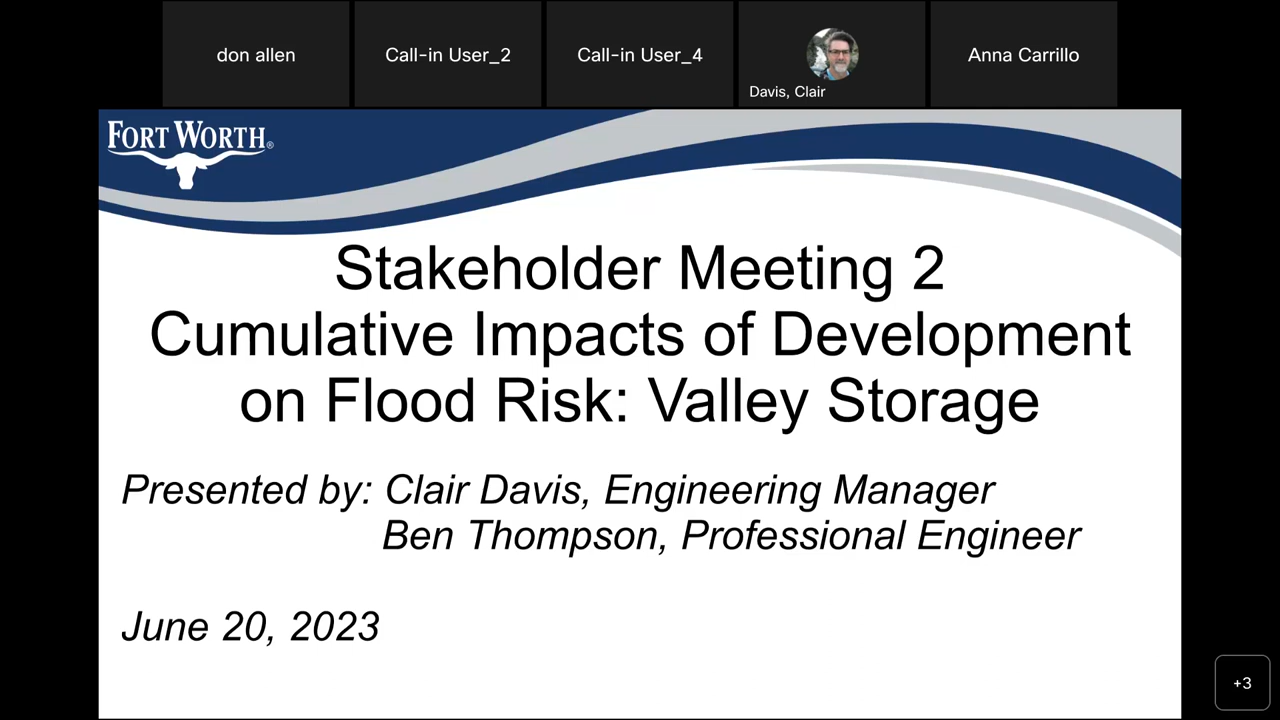 don allen
Call-in User_2
Call-in User_4
Davis, Clair
Anna Carrillo
FORT WORTH®
Stakeholder Meeting 2
Cumulative Impacts of Development
on Flood Risk: Valley Storage
Presented by: Clair Davis, Engineering Manager
Ben Thompson, Professional Engineer
June 20, 2023
+3